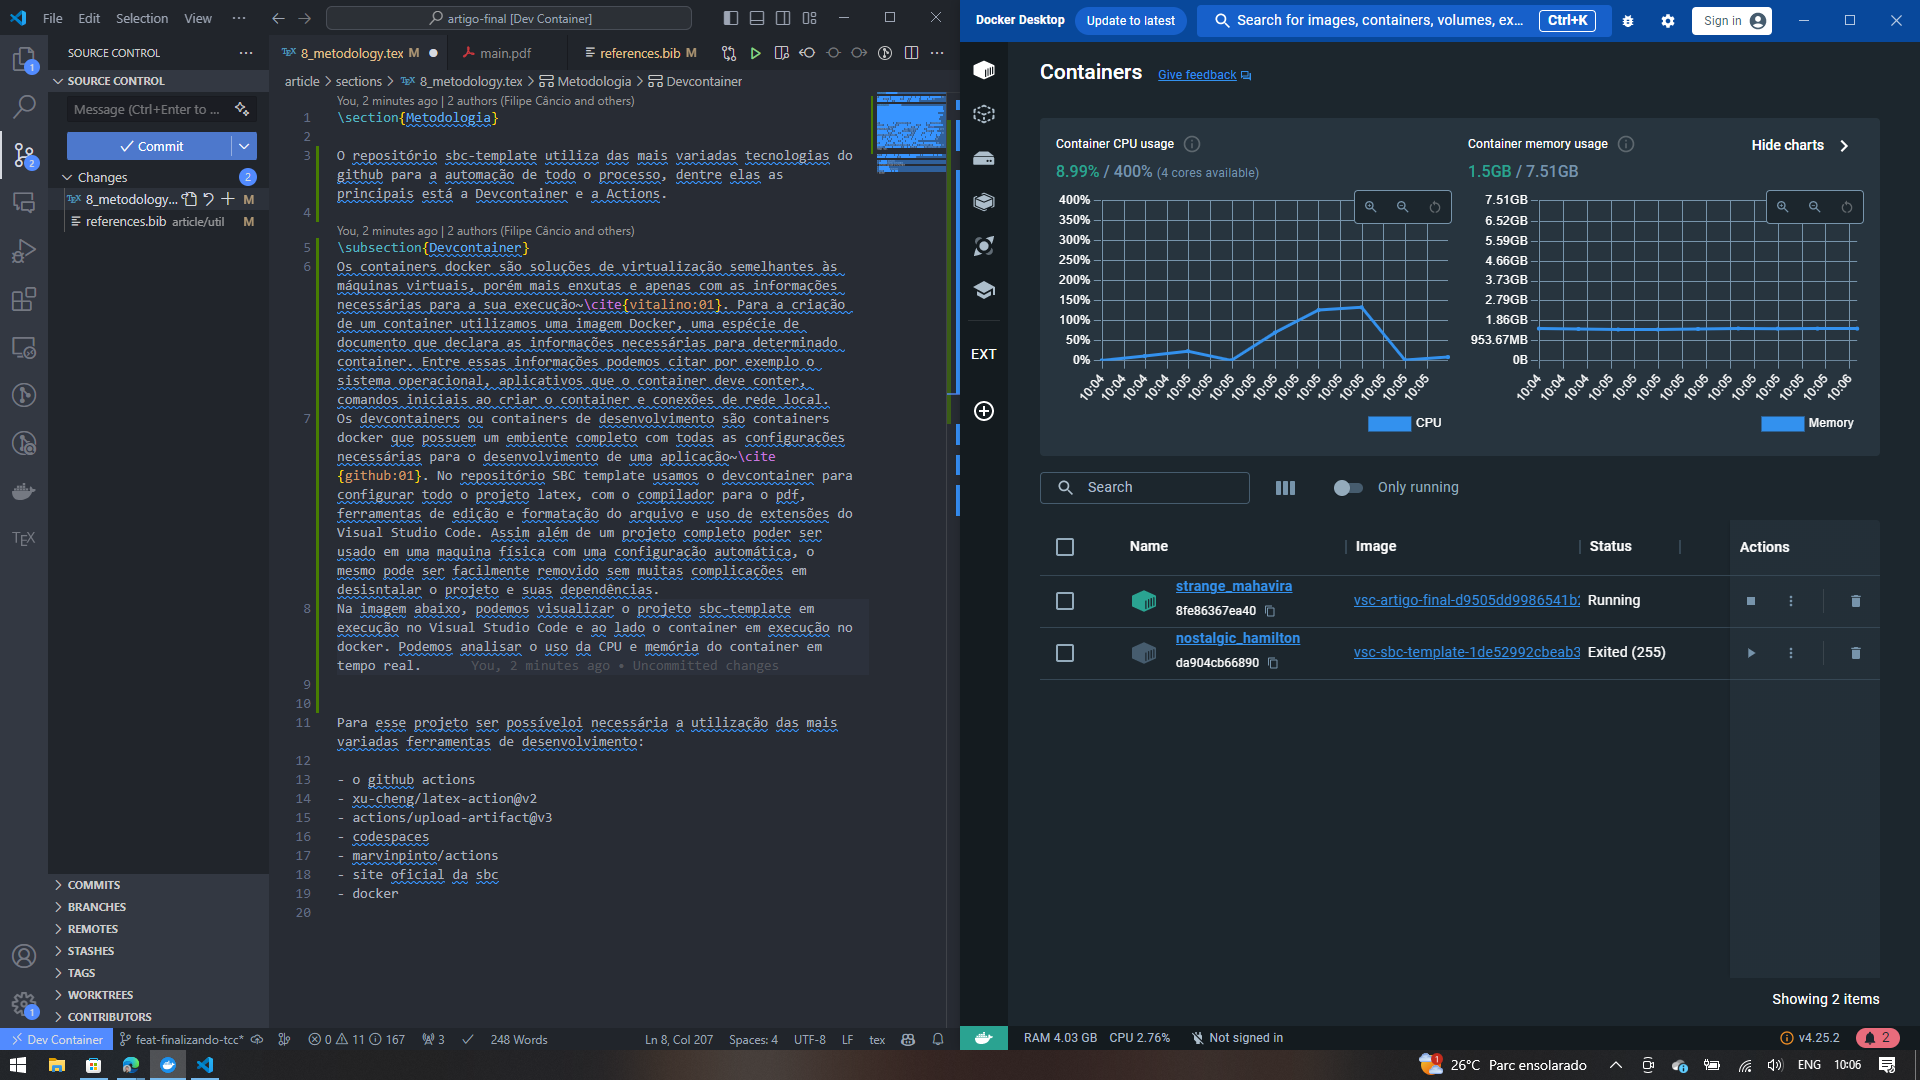 File Edit Selection View ... artigo-final [Dev Container]
SOURCE CONTROL
SOURCE CONTROL
Message (Ctrl+Enter to ...
Commit
Changes 2
8_metodology... M
references.bib article/util M
COMMITS
BRANCHES
REMOTES
STASHES
TAGS
WORKTREES
CONTRIBUTORS
8_metodology.tex M main.pdf references.bib M
article > sections > 8_metodology.tex > Metodologia > Devcontainer
You, 2 minutes ago | 2 authors (Filipe Câncio and others)
1 \section{Metodologia}
2
3 O repositório sbc-template utiliza das mais variadas tecnologias do
github para a automação de todo o processo, dentre elas as
principais está a Devcontainer e a Actions.
4
You, 2 minutes ago | 2 authors (Filipe Câncio and others)
5 \subsection{Devcontainer}
6 Os containers docker são soluções de virtualização semelhantes às
máquinas virtuais, porém mais enxutas e apenas com as informações
necessárias para a sua execução~\cite{vitalino:01}. Para a criação
de um container utilizamos uma imagem Docker, uma espécie de
documento que declara as informações necessárias para determinado
container. Entre essas informações podemos citar por exemplo o
sistema operacional, aplicativos que o container deve conter,
comandos iniciais ao criar o container e conexões de rede local.
7 Os devcontainers ou containers de desenvolvimento são containers
docker que possuem um embiente completo com todas as configurações
necessárias para o desenvolvimento de uma aplicação~\cite
{github:01}. No repositório SBC template usamos o devcontainer para
configurar todo o projeto latex, com o compilador para o pdf,
ferramentas de edição e formatação do arquivo e uso de extensões do
Visual Studio Code. Assim além de um projeto completo poder ser
usado em uma maquina física com uma configuração automática, o
mesmo pode ser facilmente removido sem muitas complicações em
desisntalar o projeto e suas dependências.
8 Na imagem abaixo, podemos visualizar o projeto sbc-template em
execução no Visual Studio Code e ao lado o container em execução no
docker. Podemos analisar o uso da CPU e memória do container em
tempo real. You, 2 minutes ago • Uncommitted changes
9
10
11 Para esse projeto ser possíveloi necessária a utilização das mais
variadas ferramentas de desenvolvimento:
12
13 - o github actions
14 - xu-cheng/latex-action@v2
15 - actions/upload-artifact@v3
16 - codespaces
17 - marvinpinto/actions
18 - site oficial da sbc
19 - docker
20
Dev Container feat-finalizando-tcc* 0 11 167 3 248 Words Ln 8, Col 207 Spaces: 4 UTF-8 LF tex
Docker Desktop Update to latest Search for images, containers, volumes, ex... Ctrl+K Sign in
EXT
Containers Give feedback
Container CPU usage
8.99% / 400% (4 cores available)
400%
350%
300%
250%
200%
150%
100%
50%
0%
10:04 10:04 10:04 10:04 10:05 10:05 10:05 10:05 10:05 10:05 10:05 10:05 10:05 10:05 10:05 10:05
CPU
Container memory usage Hide charts
1.5GB / 7.51GB
7.51GB
6.52GB
5.59GB
4.66GB
3.73GB
2.79GB
1.86GB
953.67MB
0B
10:04 10:04 10:04 10:05 10:05 10:05 10:05 10:05 10:05 10:05 10:05 10:05 10:05 10:06
Memory
Search Only running
Name Image Status Actions
strange_mahavira
8fe86367ea40 vsc-artigo-final-d9505dd9986541b2 Running
nostalgic_hamilton
da904cb66890 vsc-sbc-template-1de52992cbeab3 Exited (255)
Showing 2 items
RAM 4.03 GB CPU 2.76% Not signed in v4.25.2 2
26°C Parc ensolarado ENG 10:06